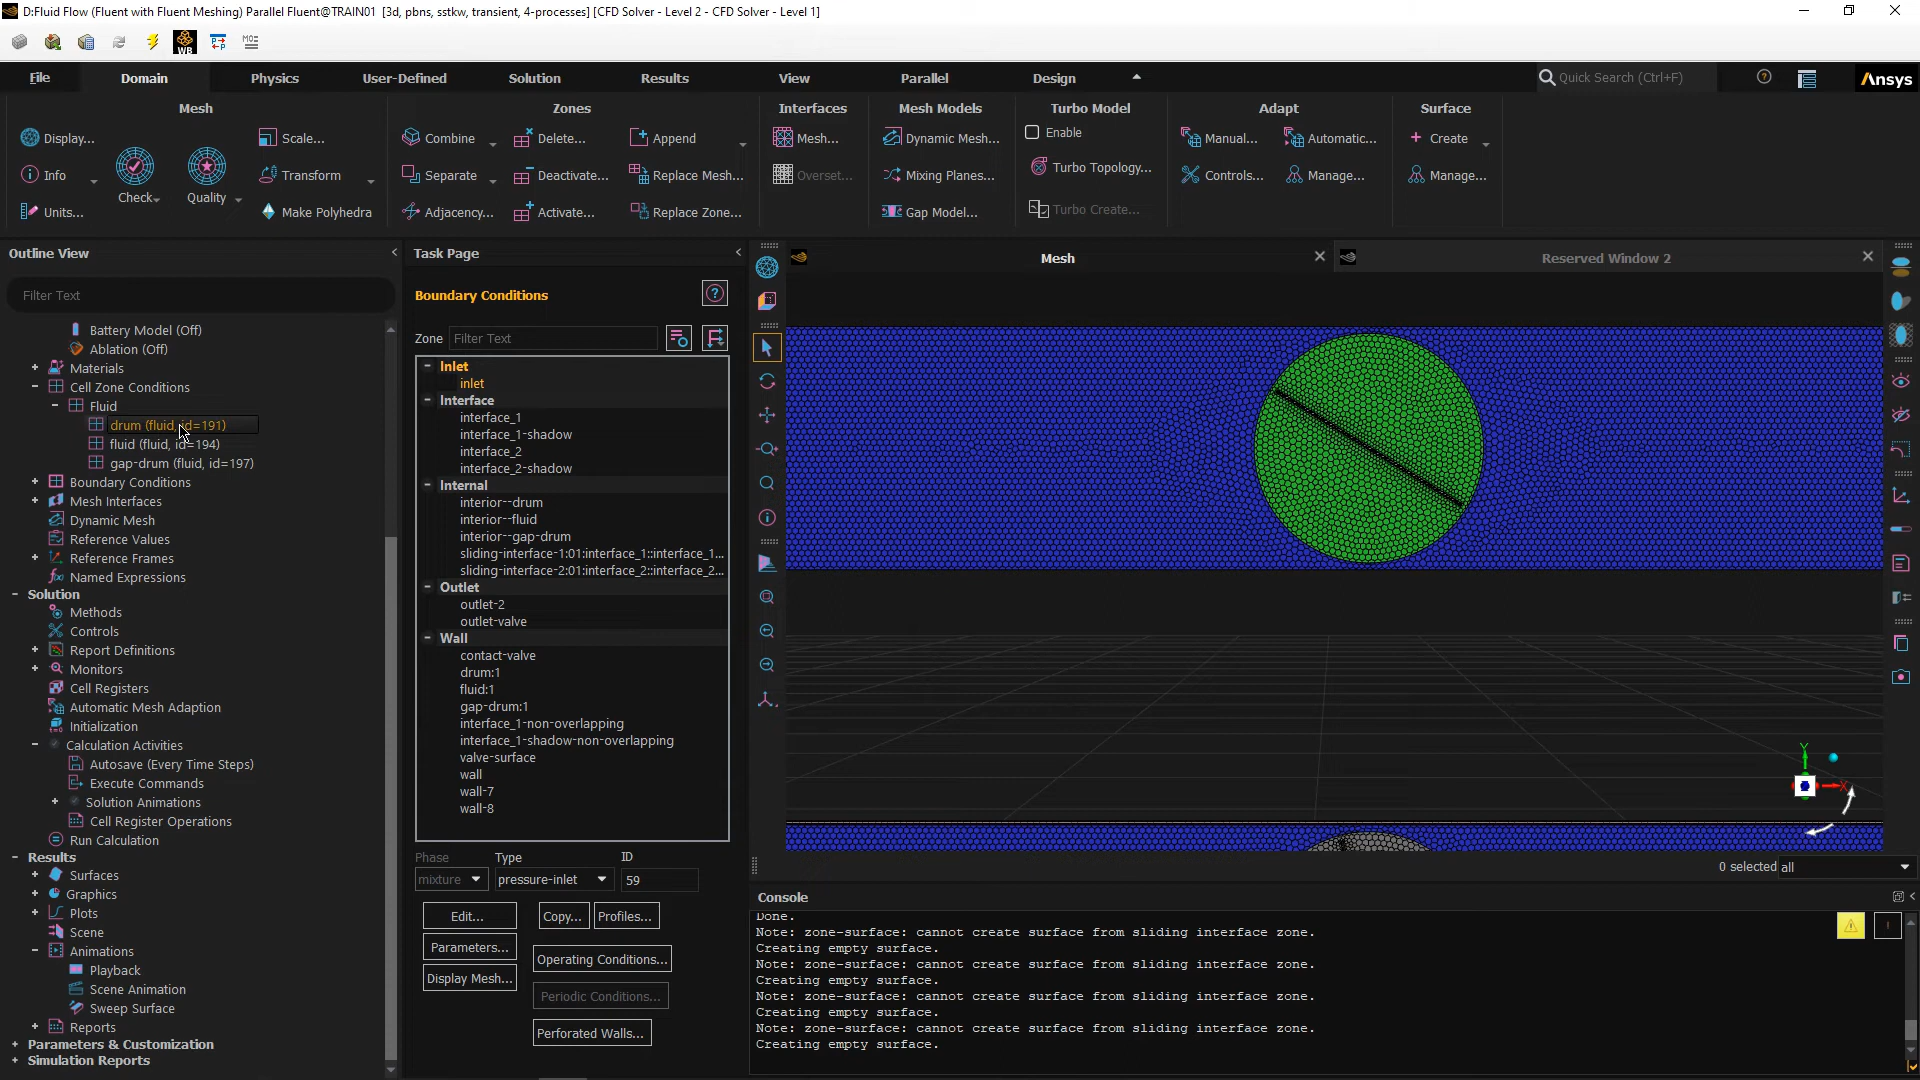 D:Fluid Flow (Fluent with Fluent Meshing) Parallel Fluent@TRAIN01 [3d, pbns, sstkw, transient, 4-processes] [CFD Solver - Level 2 - CFD Solver - Level 1]
WB
File Domain Physics User-Defined Solution Results View Parallel Design
Quick Search (Ctrl+F)
Ansys
Mesh Zones Interfaces Mesh Models Turbo Model Adapt Surface
Display... Scale... Combine Delete... Append Mesh... Dynamic Mesh... Enable Manual... Automatic... Create
Info Check Quality Transform Separate Deactivate... Replace Mesh... Overset... Mixing Planes... Turbo Topology... Controls... Manage... Manage...
Units... Make Polyhedra Adjacency... Activate... Replace Zone... Gap Model... Turbo Create...
Outline View
Filter Text
Battery Model (Off)
Ablation (Off)
Materials
Cell Zone Conditions
Fluid
drum (fluid, id=191)
fluid (fluid, id=194)
gap-drum (fluid, id=197)
Boundary Conditions
Mesh Interfaces
Dynamic Mesh
Reference Values
Reference Frames
Named Expressions
Solution
Methods
Controls
Report Definitions
Monitors
Cell Registers
Automatic Mesh Adaption
Initialization
Calculation Activities
Autosave (Every Time Steps)
Execute Commands
Solution Animations
Cell Register Operations
Run Calculation
Results
Surfaces
Graphics
Plots
Scene
Animations
Playback
Scene Animation
Sweep Surface
Reports
Parameters & Customization
Simulation Reports
Task Page
Boundary Conditions
Zone Filter Text
Inlet
inlet
Interface
interface_1
interface_1-shadow
interface_2
interface_2-shadow
Internal
interior--drum
interior--fluid
interior--gap-drum
sliding-interface-1:01:interface_1::interface_1...
sliding-interface-2:01:interface_2::interface_2...
Outlet
outlet-2
outlet-valve
Wall
contact-valve
drum:1
fluid:1
gap-drum:1
interface_1-non-overlapping
interface_1-shadow-non-overlapping
valve-surface
wall
wall-7
wall-8
Phase Type ID
mixture pressure-inlet 59
Edit... Copy... Profiles...
Parameters... Operating Conditions...
Display Mesh... Periodic Conditions...
Perforated Walls...
Mesh
Reserved Window 2
Y
X
0 selected all
Console
Done.
Note: zone-surface: cannot create surface from sliding interface zone.
Creating empty surface.
Note: zone-surface: cannot create surface from sliding interface zone.
Creating empty surface.
Note: zone-surface: cannot create surface from sliding interface zone.
Creating empty surface.
Note: zone-surface: cannot create surface from sliding interface zone.
Creating empty surface.